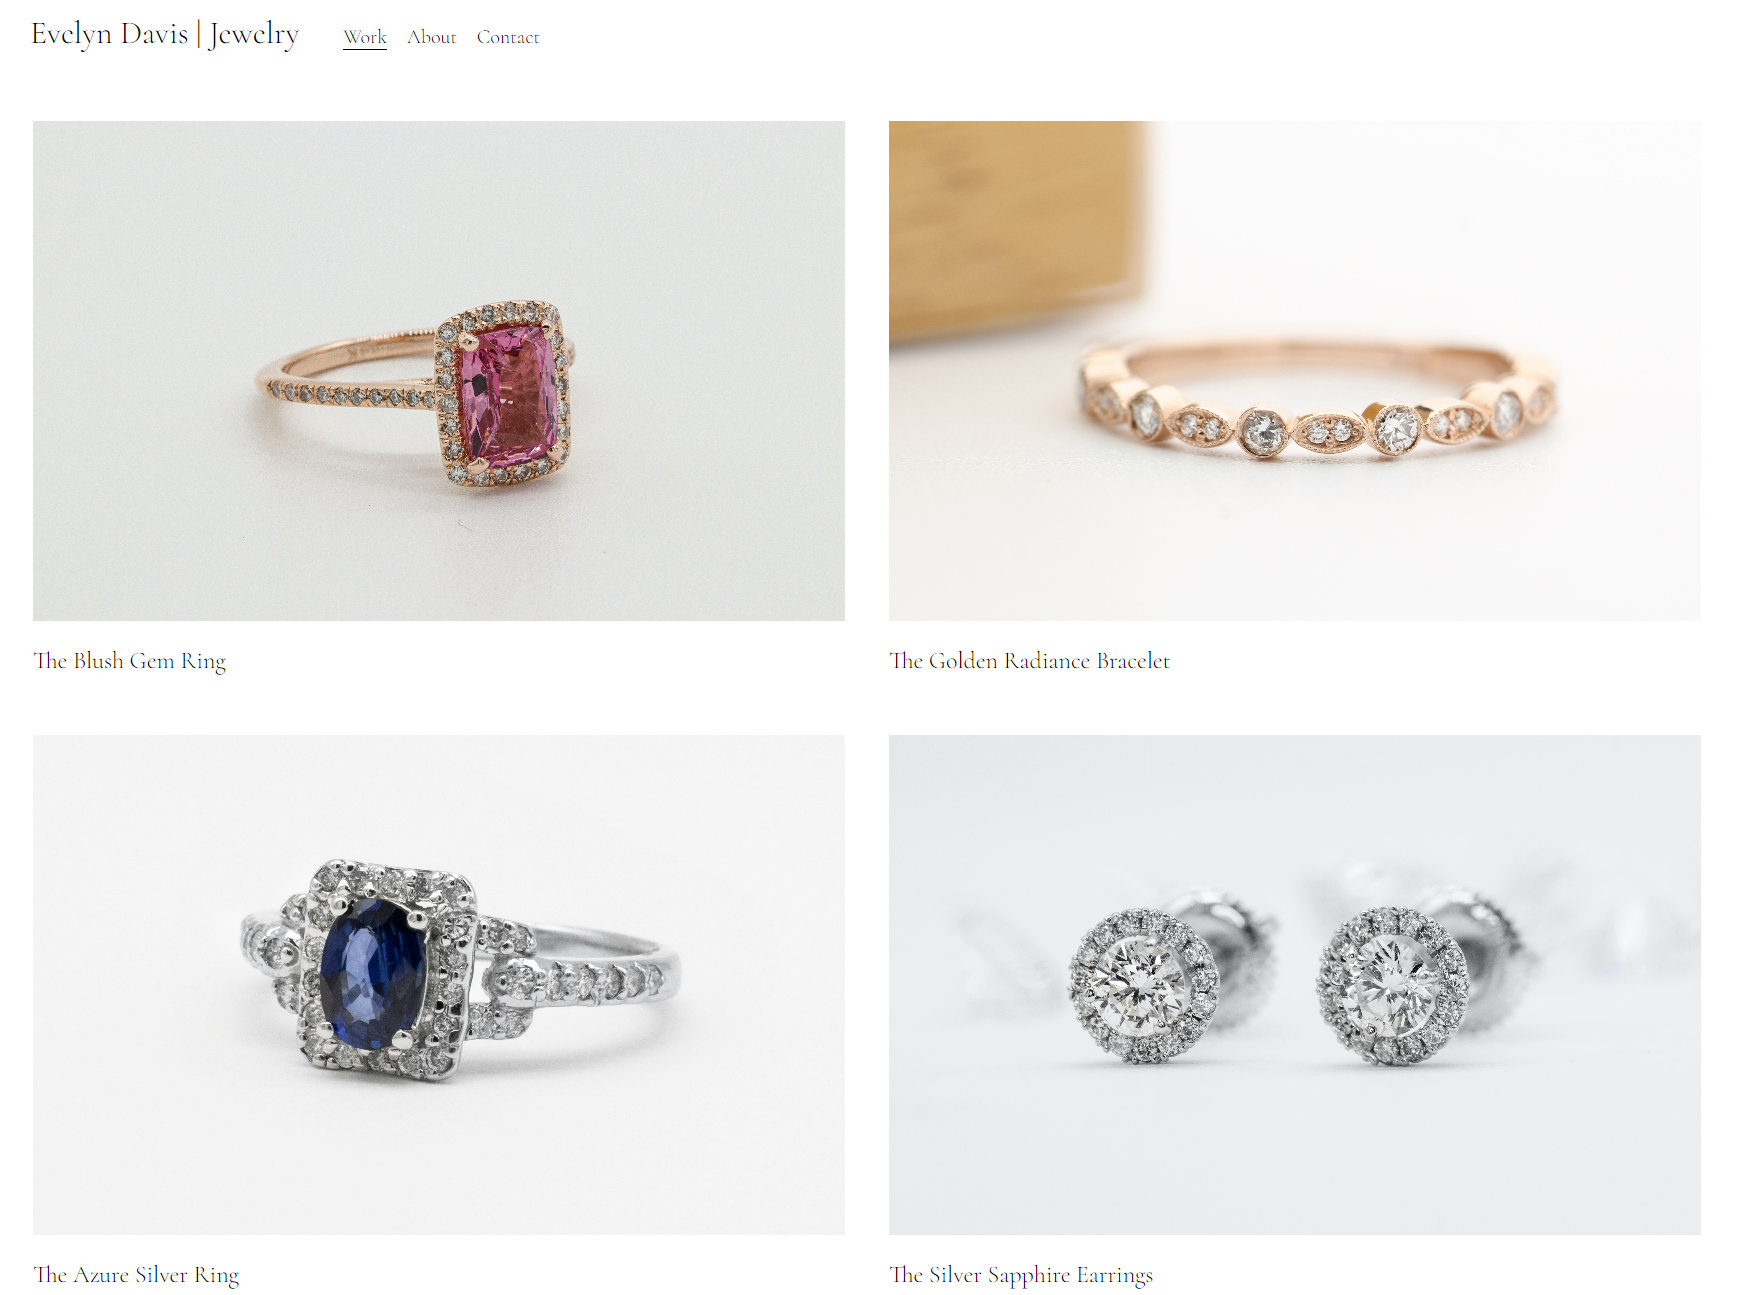 Evelyn Davis | Jewelry
Work About Contact
The Blush Gem Ring
The Golden Radiance Bracelet
The Azure Silver Ring
The Silver Sapphire Earrings